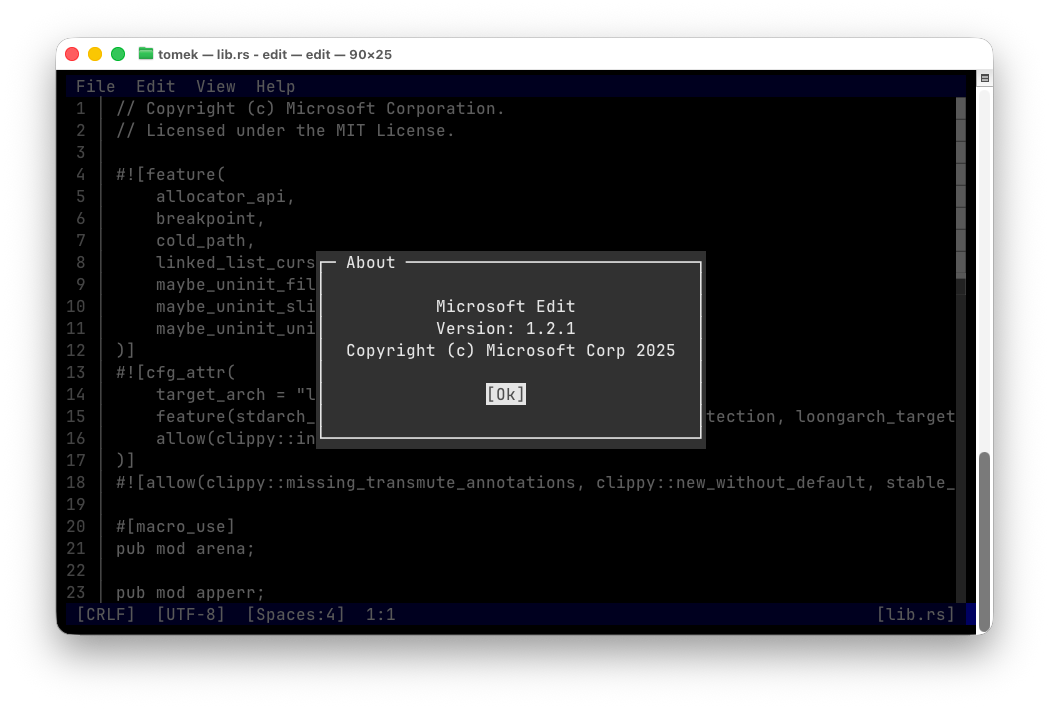 tomek — lib.rs - edit — edit — 90×25
File Edit View Help
1 // Copyright (c) Microsoft Corporation.
2 // Licensed under the MIT License.
3
4 #![feature(
5 allocator_api,
6 breakpoint,
7 cold_path,
8 linked_list_curs
9 maybe_uninit_fil
10 maybe_uninit_sli
11 maybe_uninit_uni
12 )]
13 #![cfg_attr(
14 target_arch = "l
15 feature(stdarch_ tection, loongarch_target
16 allow(clippy::in
17 )]
18 #![allow(clippy::missing_transmute_annotations, clippy::new_without_default, stable_
19
20 #[macro_use]
21 pub mod arena;
22
23 pub mod apperr;
About
Microsoft Edit
Version: 1.2.1
Copyright (c) Microsoft Corp 2025
[Ok]
[CRLF] [UTF-8] [Spaces:4] 1:1 [lib.rs]